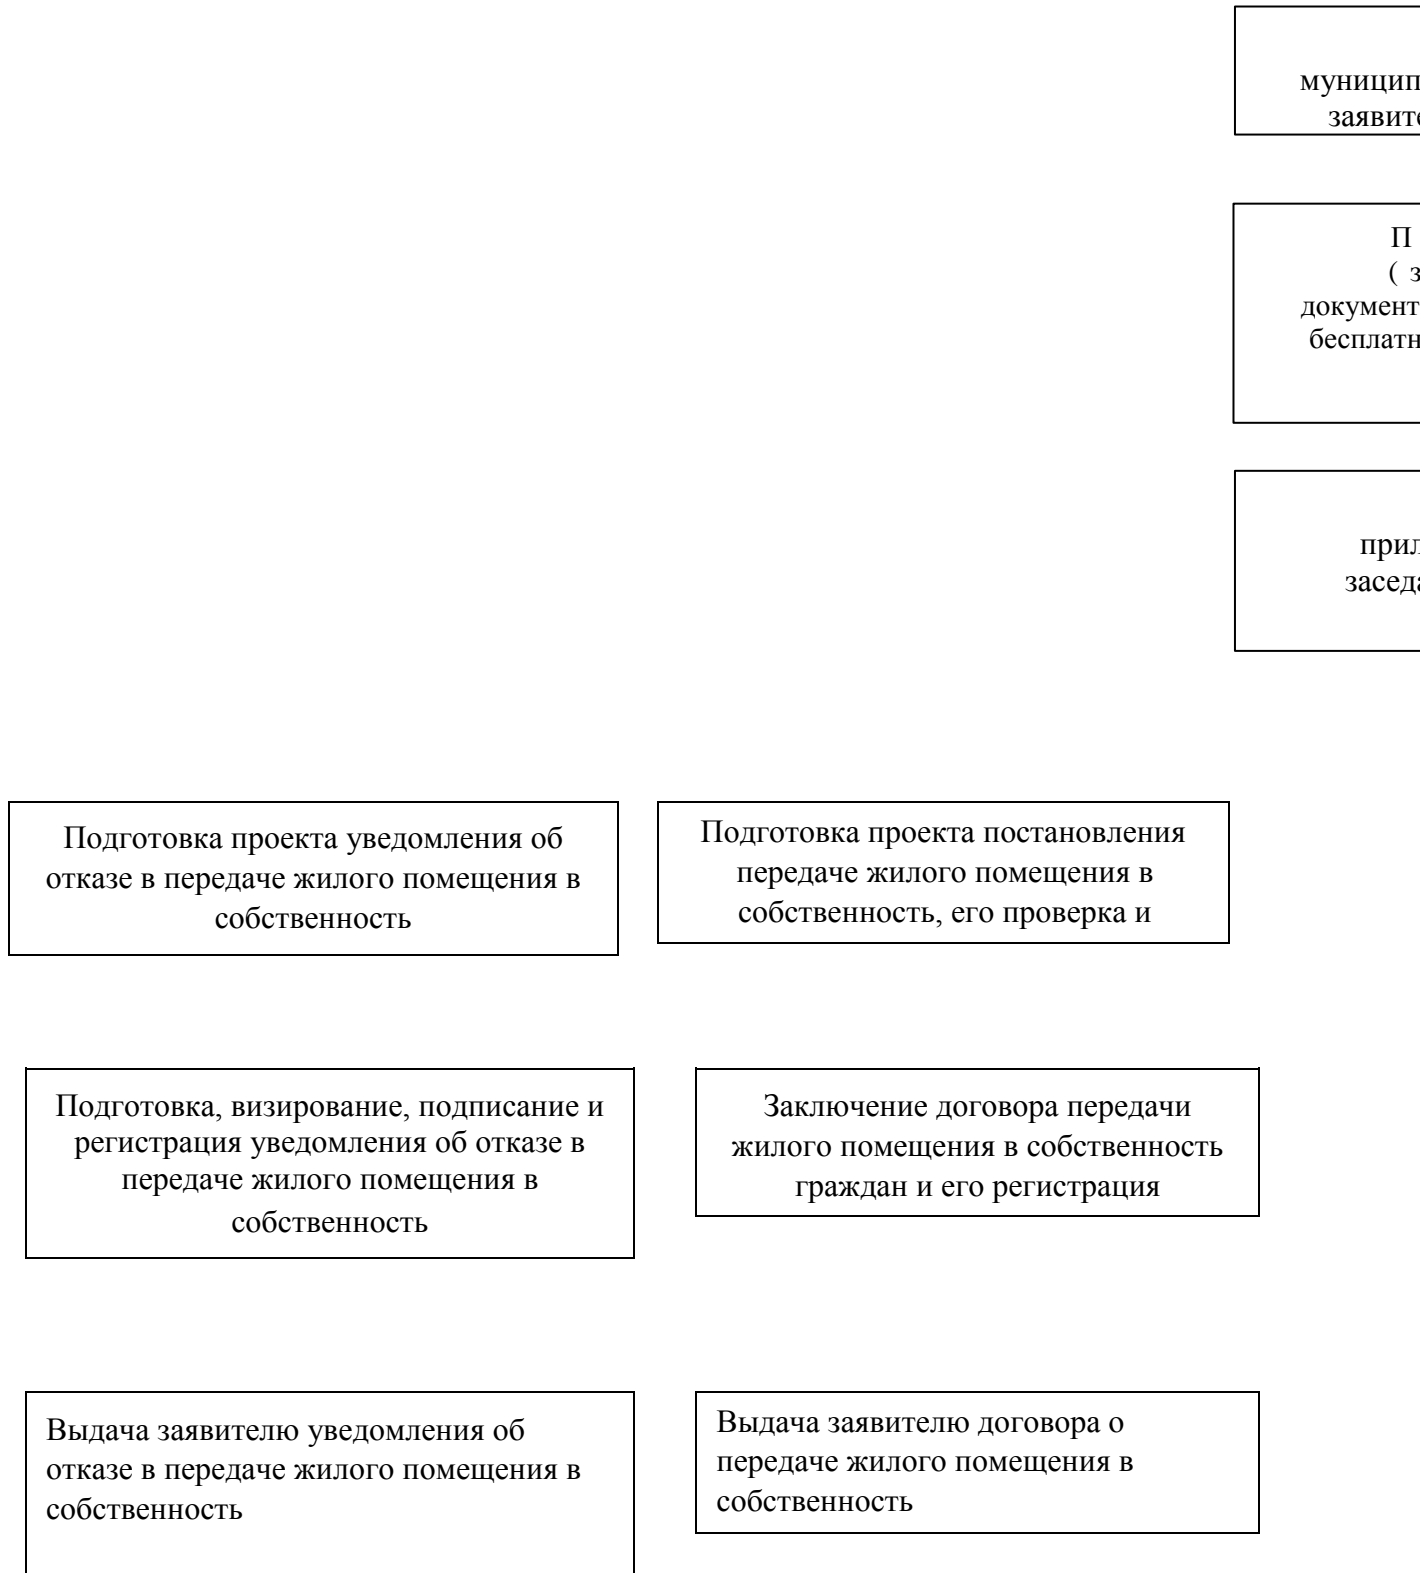 муницип
заявите
П
( з
документ
бесплатн
прил
заседа
Подготовка проекта уведомления об
отказе в передаче жилого помещения в
собственность
Подготовка проекта постановления
передаче жилого помещения в
собственность, его проверка и
Подготовка, визирование, подписание и
регистрация уведомления об отказе в
передаче жилого помещения в
собственность
Заключение договора передачи
жилого помещения в собственность
граждан и его регистрация
Выдача заявителю уведомления об
отказе в передаче жилого помещения в
собственность
Выдача заявителю договора о
передаче жилого помещения в
собственность